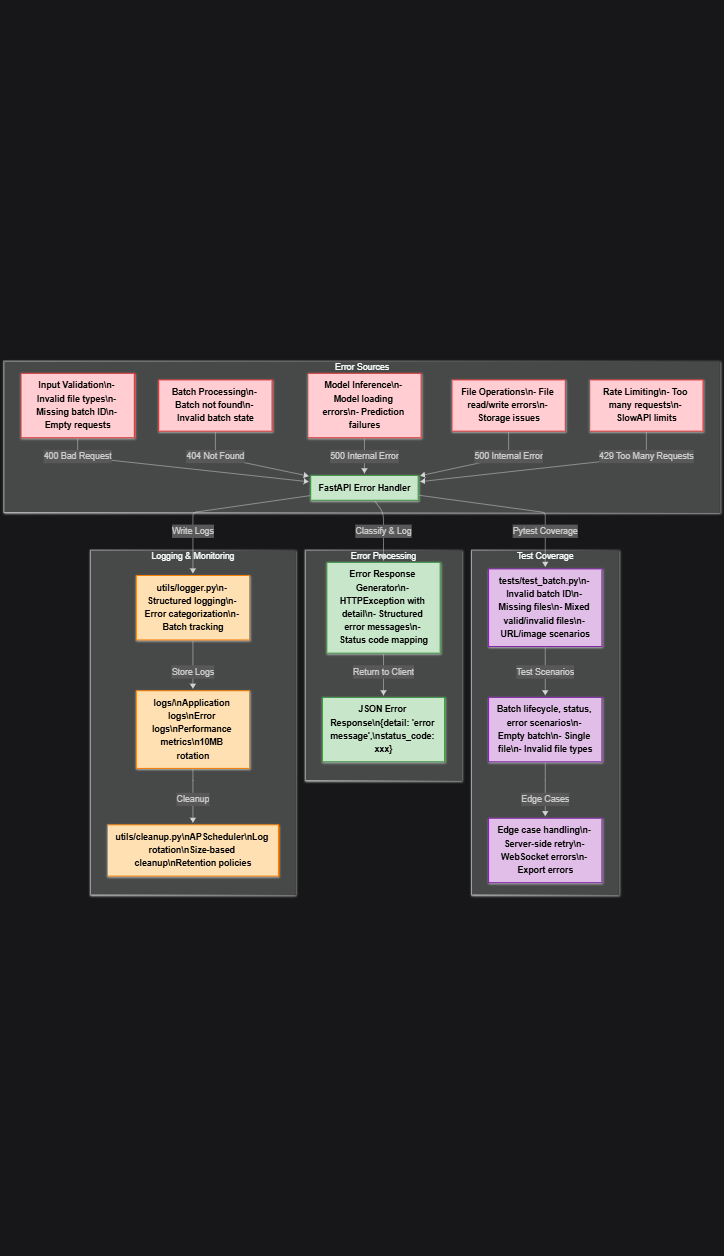 Error Sources
Input Validation\n-
Invalid file types\n-
Missing batch ID\n-
Empty requests
Batch Processing\n-
Batch not found\n-
Invalid batch state
Model Inference\n-
Model loading
errors\n- Prediction
failures
File Operations\n- File
read/write errors\n-
Storage issues
Rate Limiting\n- Too
many requests\n-
SlowAPI limits
400 Bad Request
404 Not Found
500 Internal Error
500 Internal Error
429 Too Many Requests
FastAPI Error Handler
Write Logs
Classify & Log
Pytest Coverage
Logging & Monitoring
utils/logger.py\n-
Structured logging\n-
Error categorization\n-
Batch tracking
Store Logs
logs/\nApplication
logs\nError
logs\nPerformance
metrics\n10MB
rotation
Cleanup
utils/cleanup.py\nAPScheduler\nLog
rotation\nSize-based
cleanup\nRetention policies
Error Processing
Error Response
Generator\n-
HTTPException with
detail\n- Structured
error messages\n-
Status code mapping
Return to Client
JSON Error
Response\n{detail: 'error
message',\nstatus_code:
xxx}
Test Coverage
tests/test_batch.py\n-
Invalid batch ID\n-
Missing files\n- Mixed
valid/invalid files\n-
URL/image scenarios
Test Scenarios
Batch lifecycle, status,
error scenarios\n-
Empty batch\n- Single
file\n- Invalid file types
Edge Cases
Edge case handling\n-
Server-side retry\n-
WebSocket errors\n-
Export errors